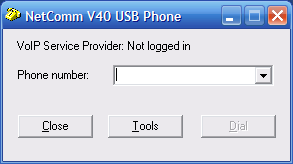 NetComm V40 USB Phone
VoIP Service Provider: Not logged in
Phone number:
Close Tools Dial